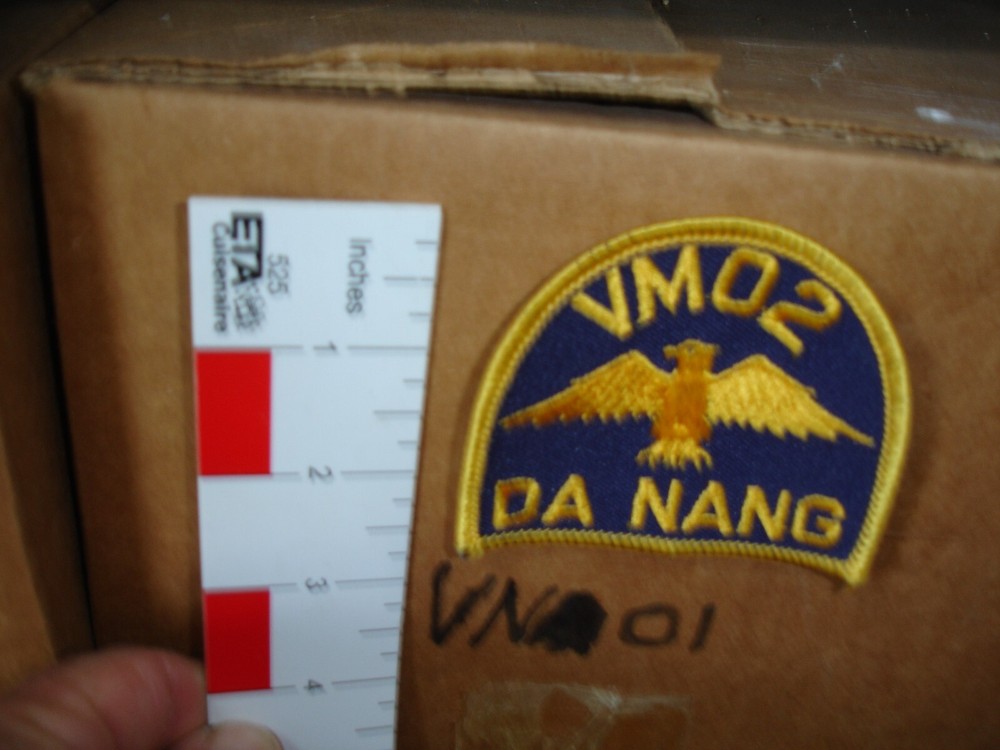 ETA
Cuisenaire
525
Inches
1
2
3
4
VMO2
DA NANG
01